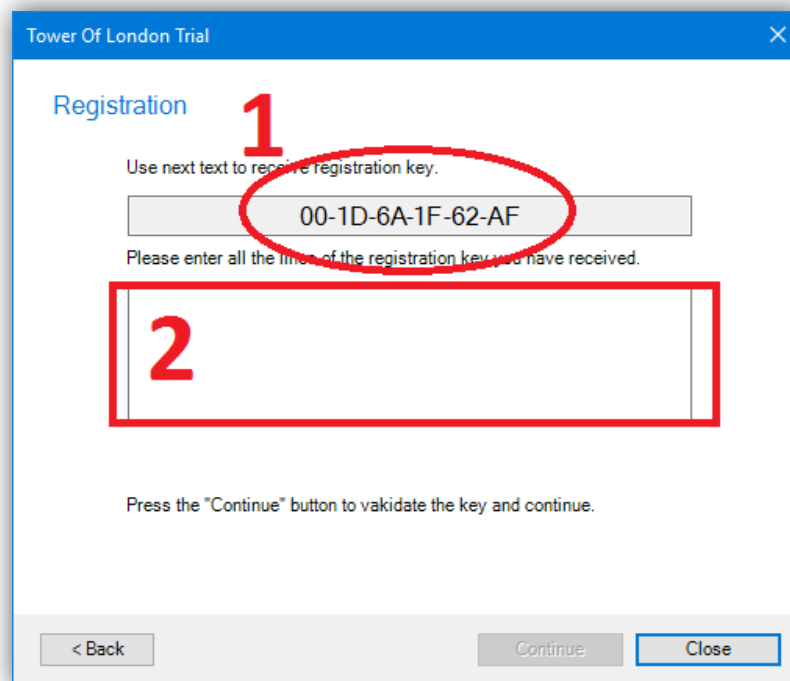 Tower Of London Trial
Registration
1
Use next text to receive registration key.
00-1D-6A-1F-62-AF
Please enter all the lines of the registration key you have received.
2
Press the "Continue" button to vakidate the key and continue.
< Back
Continue
Close